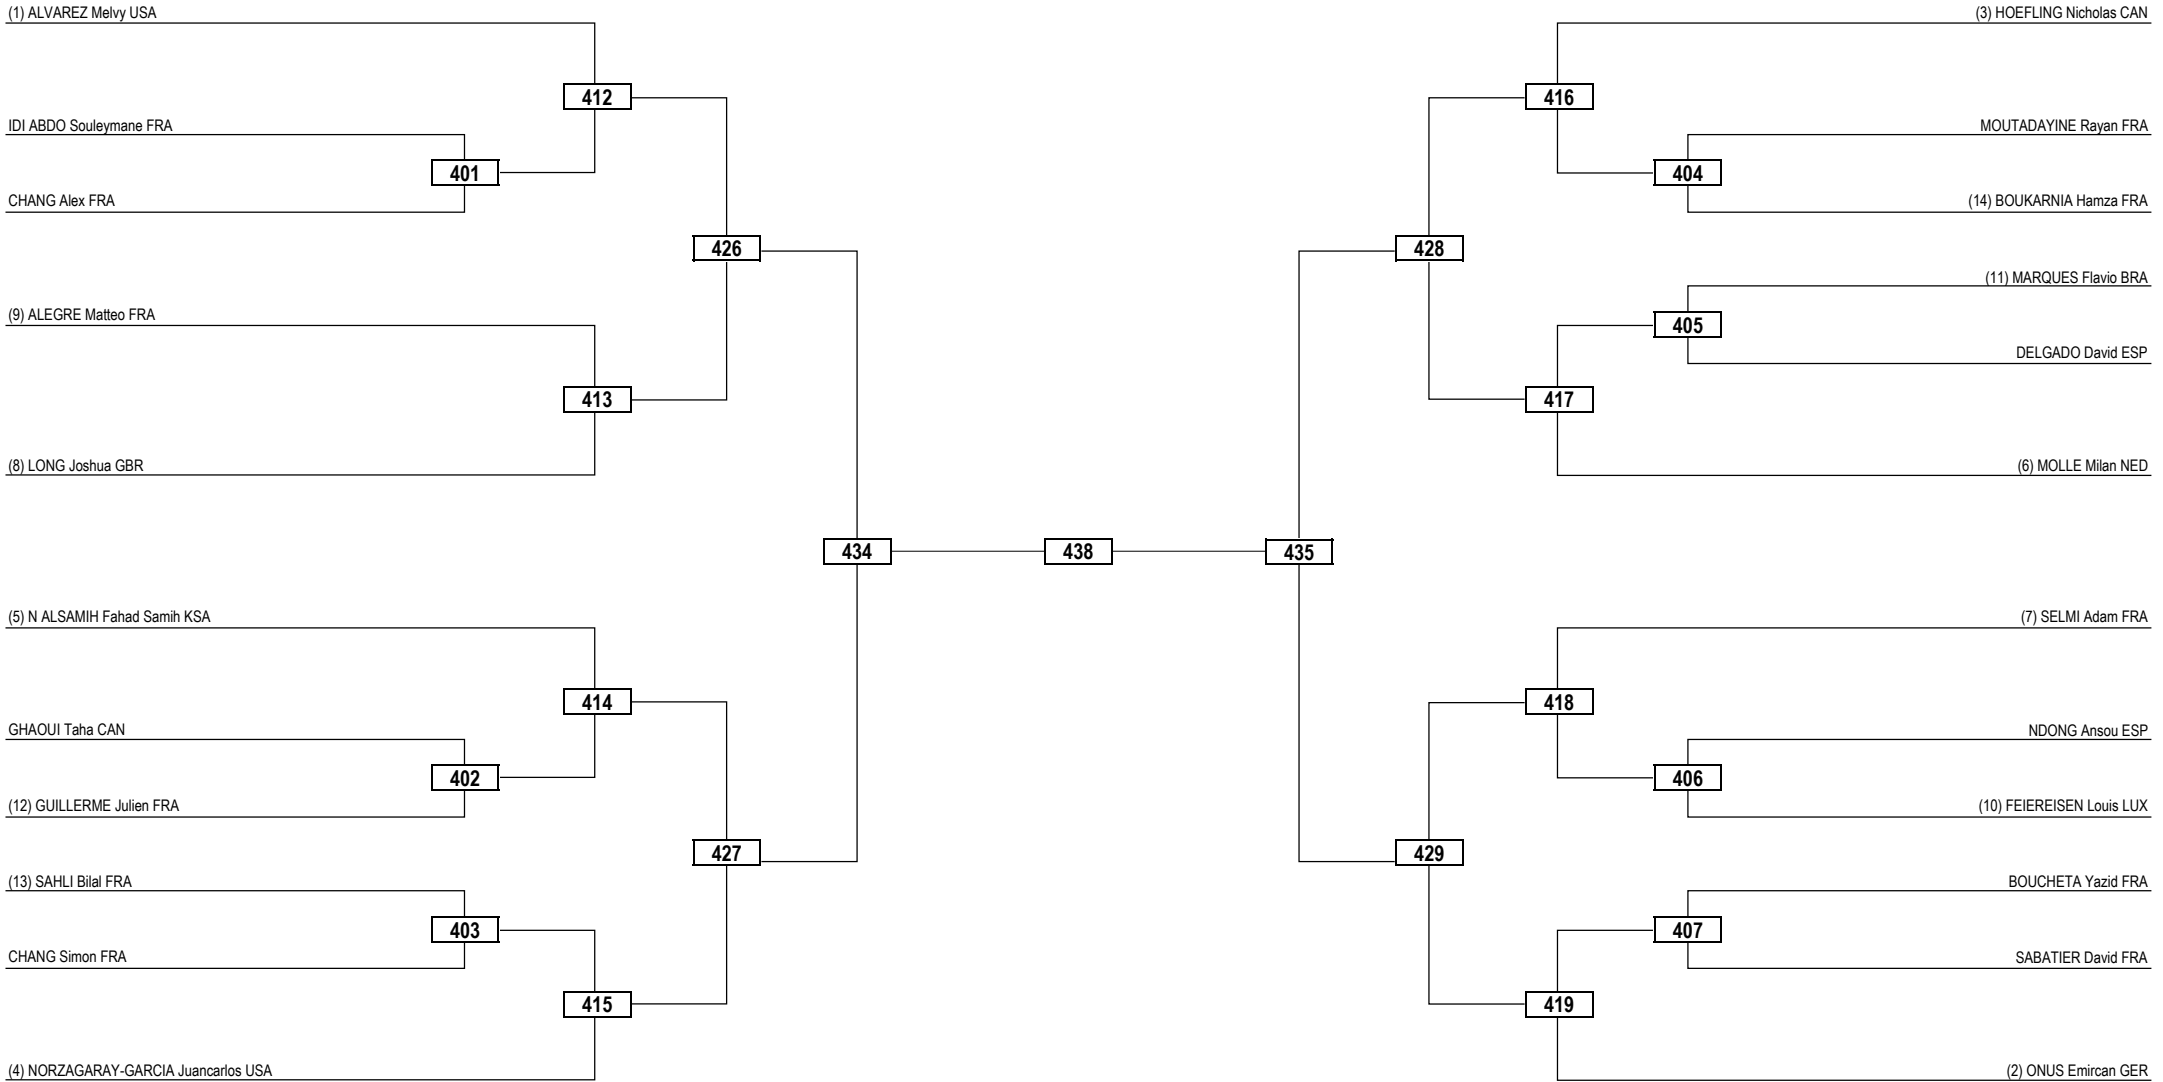 (1) ALVAREZ Melvy USA
(3) HOEFLING Nicholas CAN
412
416
IDI ABDO Souleymane FRA
MOUTADAYINE Rayan FRA
401
404
CHANG Alex FRA
(14) BOUKARNIA Hamza FRA
426
428
(11) MARQUES Flavio BRA
(9) ALEGRE Matteo FRA
405
DELGADO David ESP
413
417
(8) LONG Joshua GBR
(6) MOLLE Milan NED
434
438
435
(5) N ALSAMIH Fahad Samih KSA
(7) SELMI Adam FRA
414
418
GHAOUI Taha CAN
NDONG Ansou ESP
402
406
(12) GUILLERME Julien FRA
(10) FEIEREISEN Louis LUX
427
429
(13) SAHLI Bilal FRA
BOUCHETA Yazid FRA
403
407
CHANG Simon FRA
SABATIER David FRA
415
419
(4) NORZAGARAY-GARCIA Juancarlos USA
(2) ONUS Emircan GER